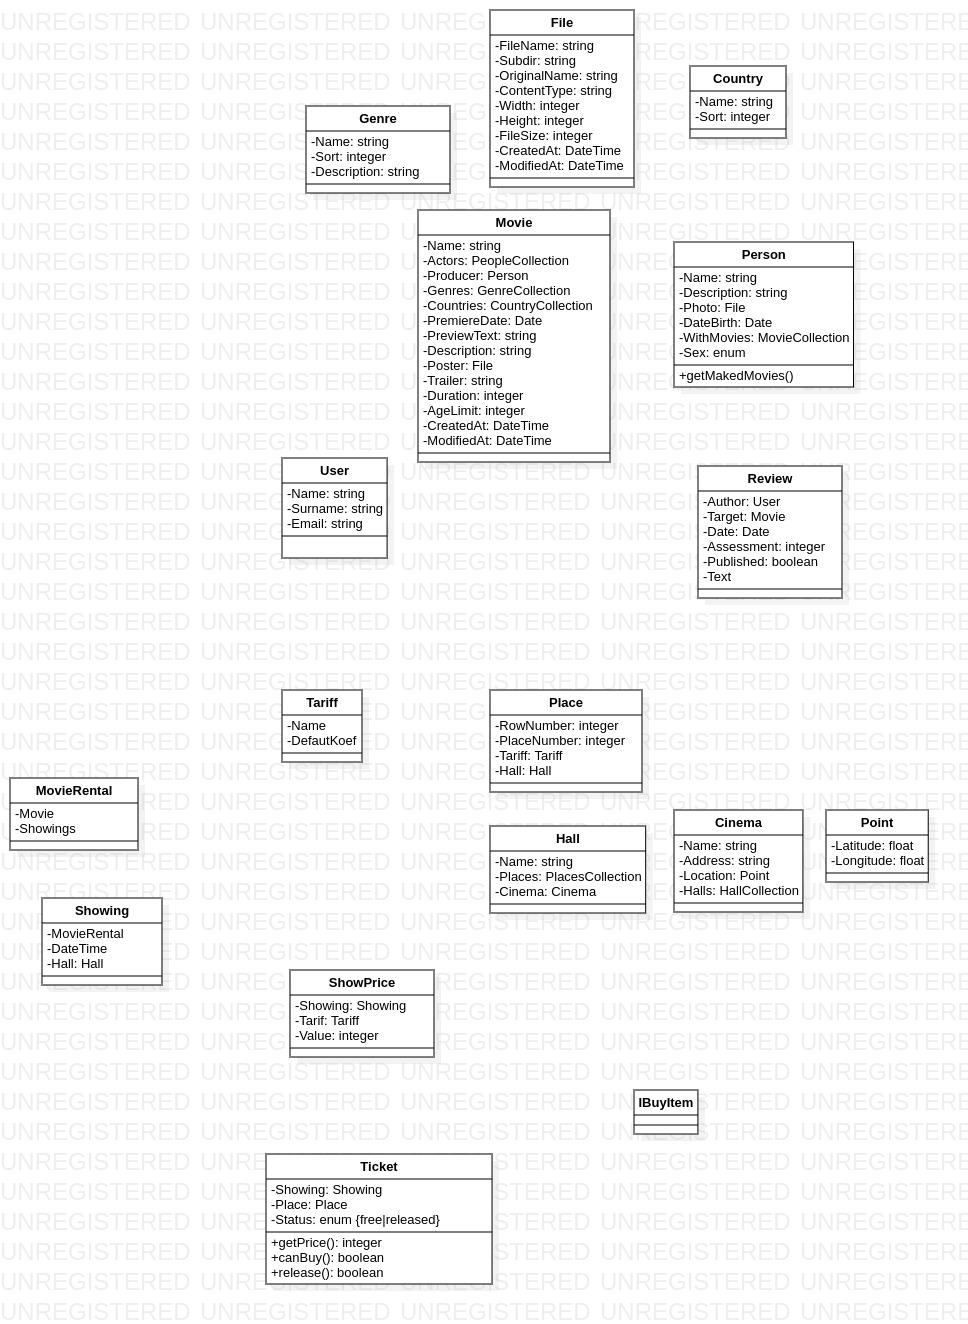 File
-FileName: string
-Subdir: string
-OriginalName: string
-ContentType: string
-Width: integer
-Height: integer
-FileSize: integer
-CreatedAt: DateTime
-ModifiedAt: DateTime
Country
-Name: string
-Sort: integer
Genre
-Name: string
-Sort: integer
-Description: string
Movie
-Name: string
-Actors: PeopleCollection
-Producer: Person
-Genres: GenreCollection
-Countries: CountryCollection
-PremiereDate: Date
-PreviewText: string
-Description: string
-Poster: File
-Trailer: string
-Duration: integer
-AgeLimit: integer
-CreatedAt: DateTime
-ModifiedAt: DateTime
Person
-Name: string
-Description: string
-Photo: File
-DateBirth: Date
-WithMovies: MovieCollection
-Sex: enum
+getMakedMovies()
User
-Name: string
-Surname: string
-Email: string
Review
-Author: User
-Target: Movie
-Date: Date
-Assessment: integer
-Published: boolean
-Text
Tariff
-Name
-DefautKoef
Place
-RowNumber: integer
-PlaceNumber: integer
-Tariff: Tariff
-Hall: Hall
MovieRental
-Movie
-Showings
Hall
-Name: string
-Places: PlacesCollection
-Cinema: Cinema
Cinema
-Name: string
-Address: string
-Location: Point
-Halls: HallCollection
Point
-Latitude: float
-Longitude: float
Showing
-MovieRental
-DateTime
-Hall: Hall
ShowPrice
-Showing: Showing
-Tarif: Tariff
-Value: integer
IBuyItem
Ticket
-Showing: Showing
-Place: Place
-Status: enum {free|released}
+getPrice(): integer
+canBuy(): boolean
+release(): boolean
UNREGISTERED